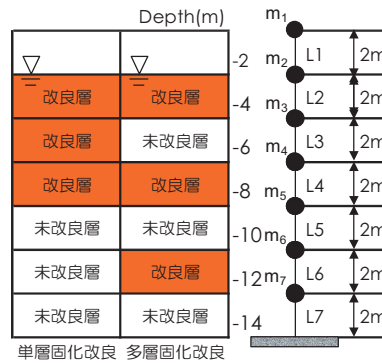 Depth(m) m1
-2 m2 L1 2m
改良層 改良層 -4 m3 L2 2m
改良層 未改良層 -6 m4 L3 2m
改良層 改良層 -8 m5 L4 2m
未改良層 未改良層 -10 m6 L5 2m
未改良層 改良層 -12 m7 L6 2m
未改良層 未改良層 -14 L7 2m
単層固化改良 多層固化改良